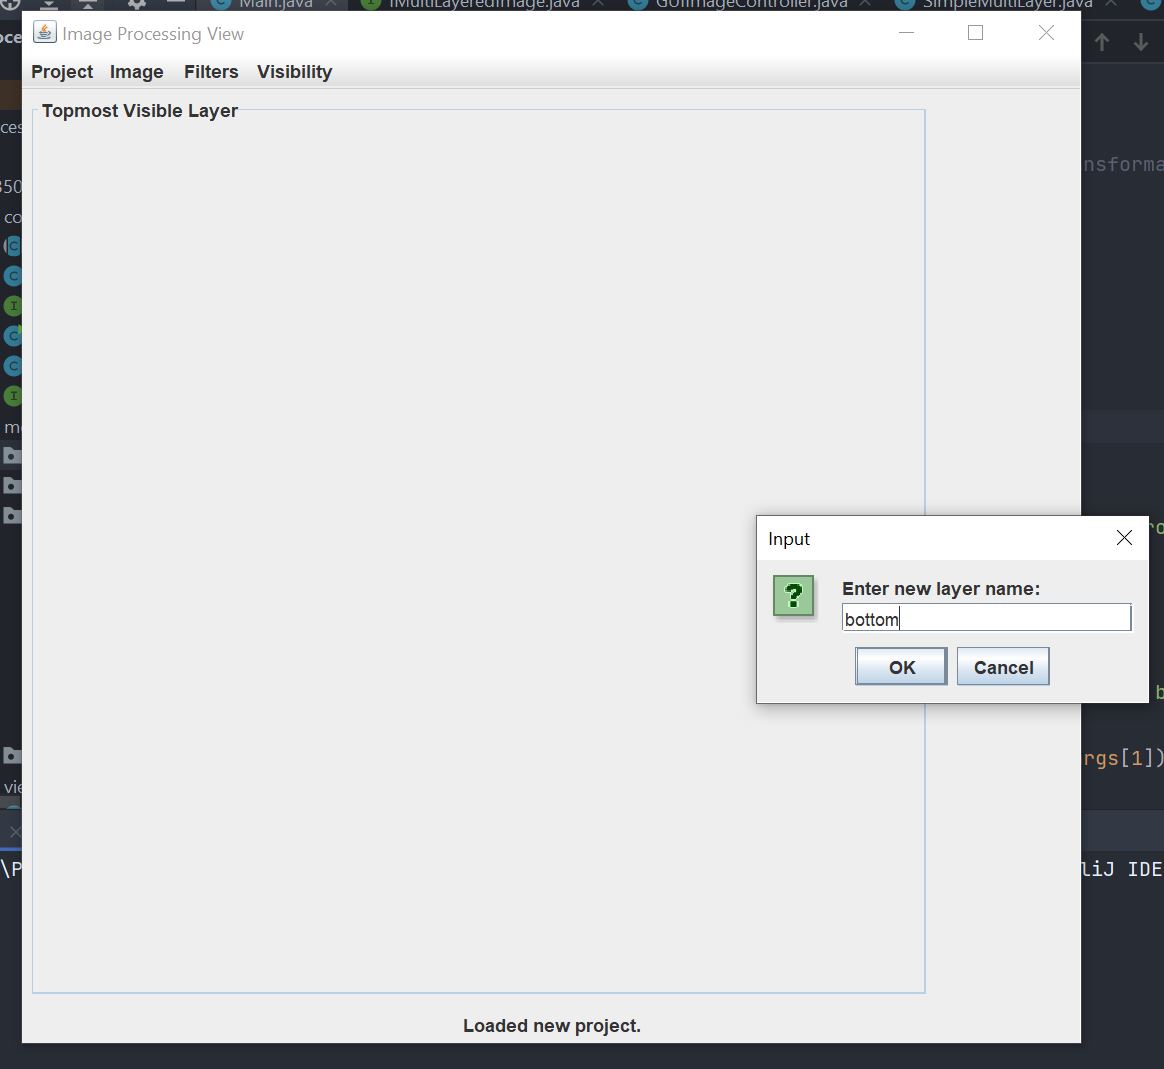 Main.java IMultiLayeredImage.java GUIImageController.java SimpleMultiLayer.java
Image Processing View
Project Image Filters Visibility
Topmost Visible Layer
nsforma
Input
Enter new layer name:
bottom
OK Cancel
rgs[1])
\P
liJ IDE
Loaded new project.